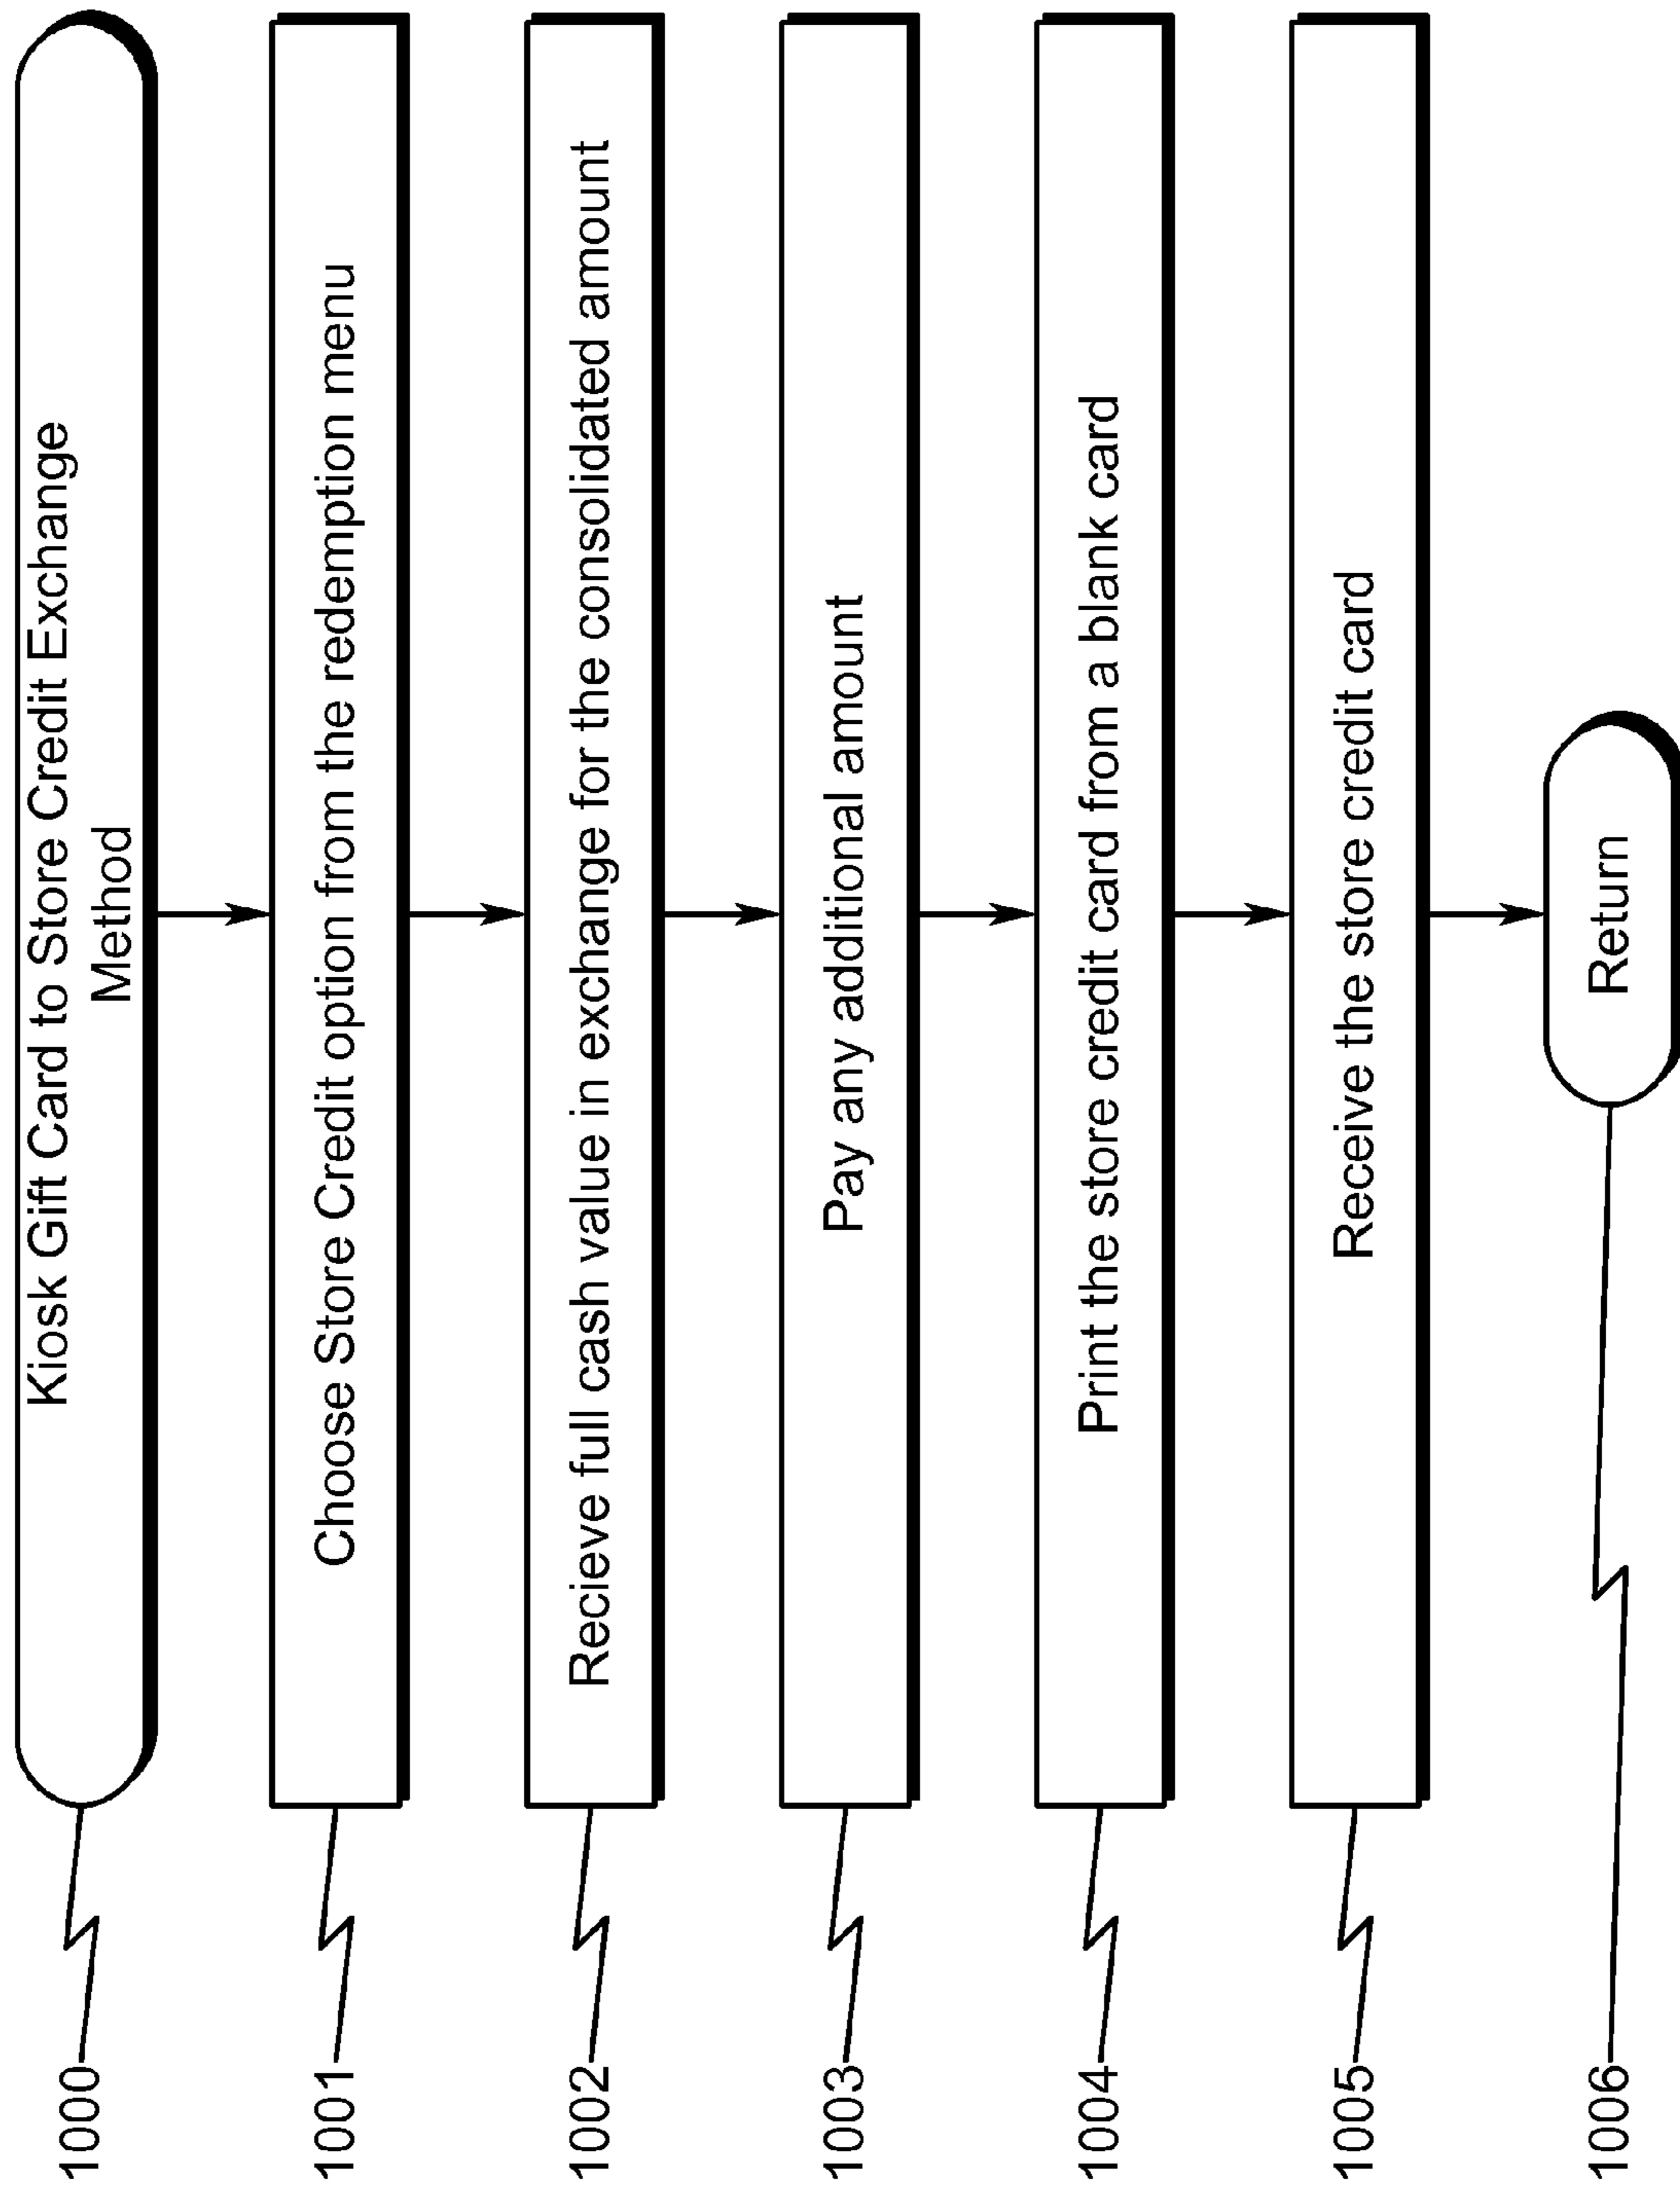 Kiosk Gift Card to Store Credit Exchange
Method
1000
Choose Store Credit option from the redemption menu
1001
Recieve full cash value in exchange for the consolidated amount
1002
Pay any additional amount
1003
Print the store credit card from a blank card
1004
Receive the store credit card
1005
Return
1006